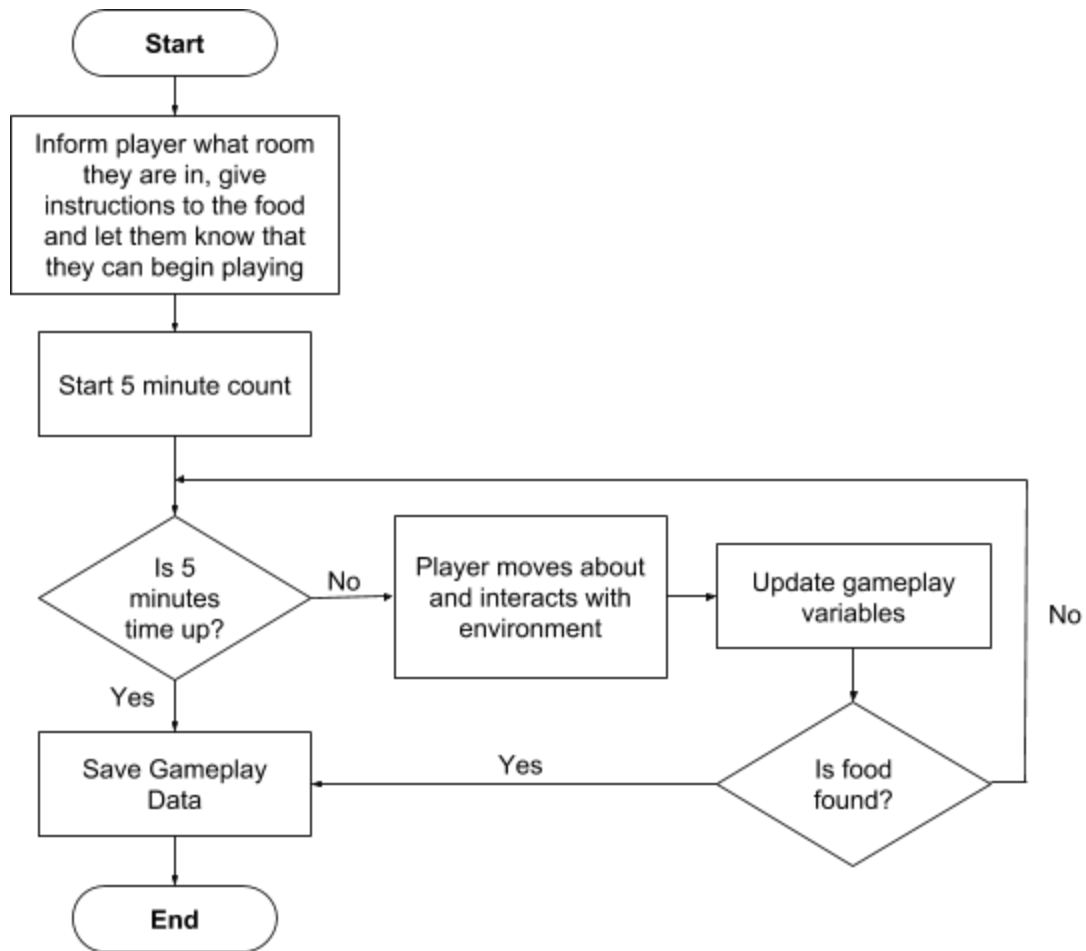 Start
Inform player what room
they are in, give
instructions to the food
and let them know that
they can begin playing
Start 5 minute count
Is 5
minutes
time up?
No
Player moves about
and interacts with
environment
Update gameplay
variables
No
Yes
Save Gameplay
Data
Yes
Is food
found?
End